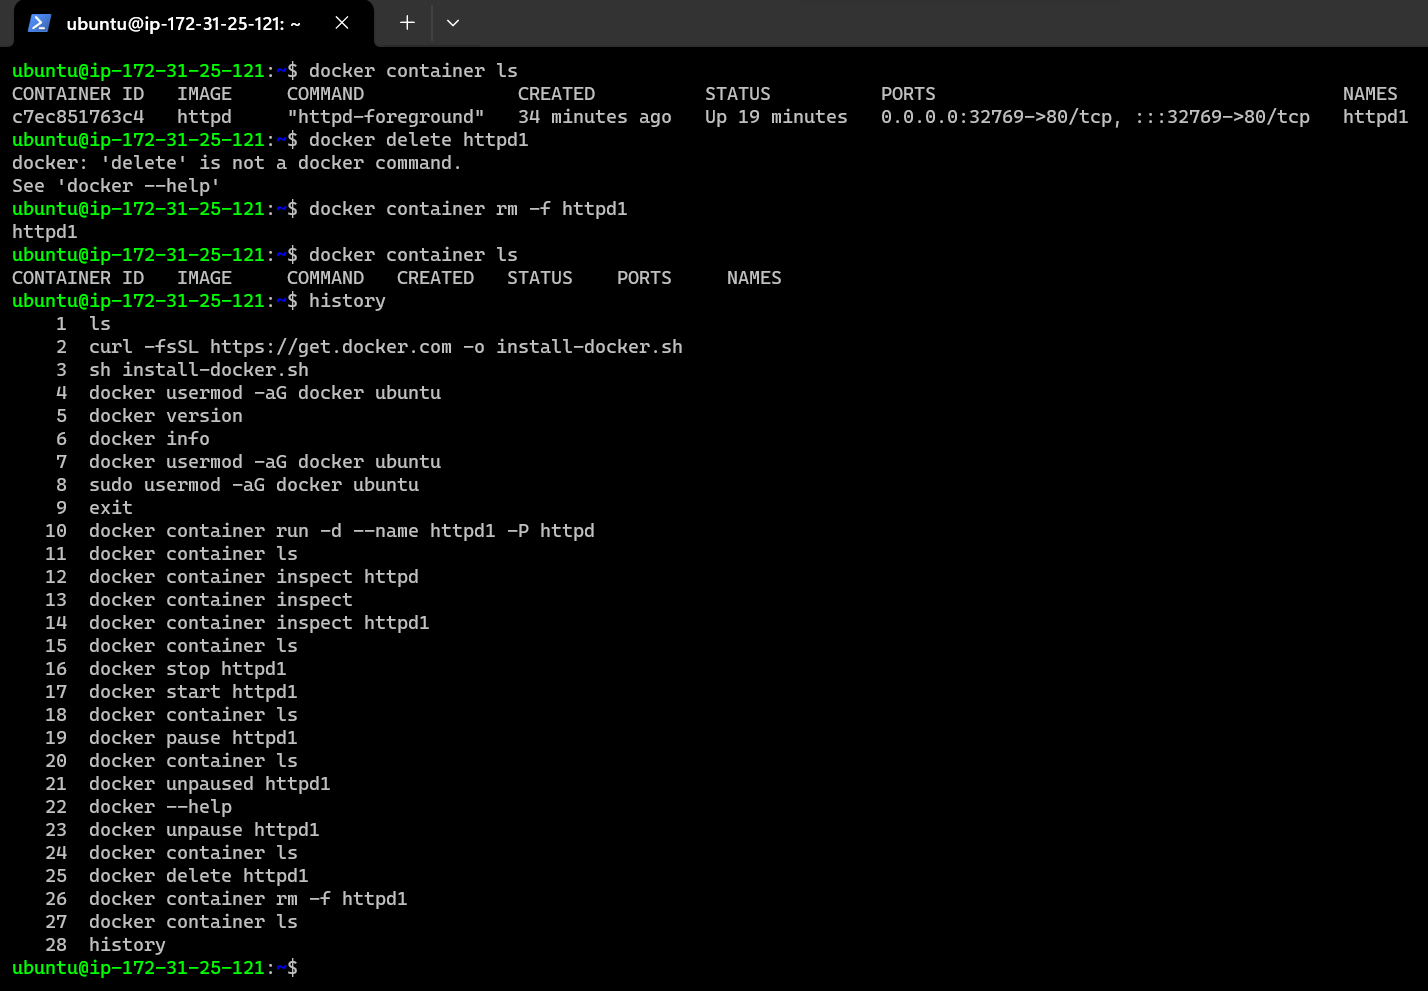 ubuntu@ip-172-31-25-121: ~
ubuntu@ip-172-31-25-121:~$ docker container ls
CONTAINER ID   IMAGE     COMMAND              CREATED          STATUS          PORTS                                     NAMES
c7ec851763c4   httpd     "httpd-foreground"   34 minutes ago   Up 19 minutes   0.0.0.0:32769->80/tcp, :::32769->80/tcp   httpd1
ubuntu@ip-172-31-25-121:~$ docker delete httpd1
docker: 'delete' is not a docker command.
See 'docker --help'
ubuntu@ip-172-31-25-121:~$ docker container rm -f httpd1
httpd1
ubuntu@ip-172-31-25-121:~$ docker container ls
CONTAINER ID   IMAGE     COMMAND   CREATED   STATUS    PORTS     NAMES
ubuntu@ip-172-31-25-121:~$ history
    1  ls
    2  curl -fsSL https://get.docker.com -o install-docker.sh
    3  sh install-docker.sh
    4  docker usermod -aG docker ubuntu
    5  docker version
    6  docker info
    7  docker usermod -aG docker ubuntu
    8  sudo usermod -aG docker ubuntu
    9  exit
   10  docker container run -d --name httpd1 -P httpd
   11  docker container ls
   12  docker container inspect httpd
   13  docker container inspect
   14  docker container inspect httpd1
   15  docker container ls
   16  docker stop httpd1
   17  docker start httpd1
   18  docker container ls
   19  docker pause httpd1
   20  docker container ls
   21  docker unpaused httpd1
   22  docker --help
   23  docker unpause httpd1
   24  docker container ls
   25  docker delete httpd1
   26  docker container rm -f httpd1
   27  docker container ls
   28  history
ubuntu@ip-172-31-25-121:~$